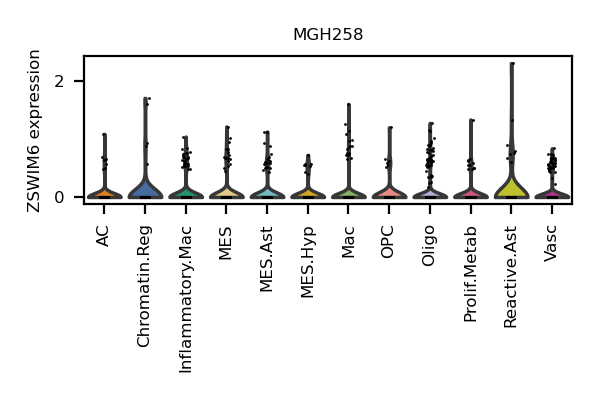 MGH258
ZSWIM6 expression
2
0
AC
Chromatin.Reg
Inflammatory.Mac
MES
MES.Ast
MES.Hyp
Mac
OPC
Oligo
Prolif.Metab
Reactive.Ast
Vasc